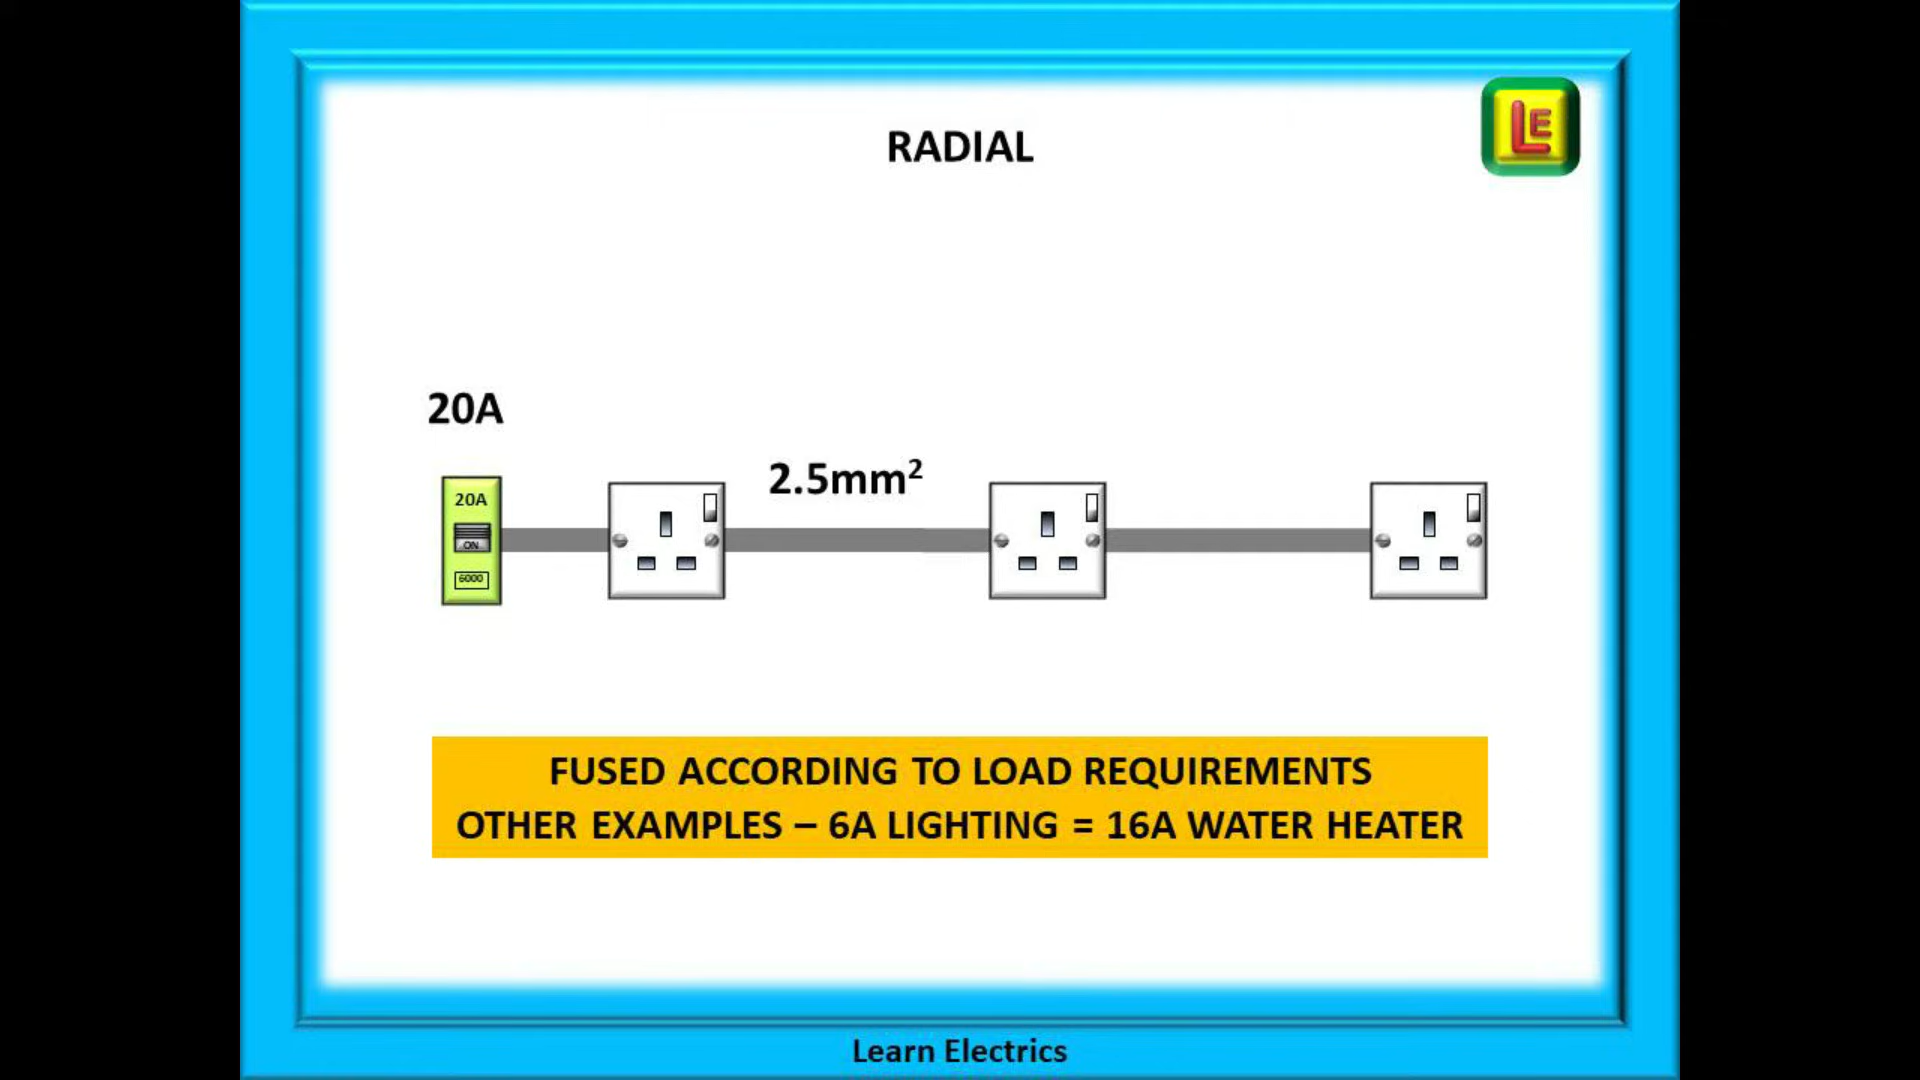 RADIAL
LE
20A
2.5mm²
20A
ON
6000
FUSED ACCORDING TO LOAD REQUIREMENTS
OTHER EXAMPLES – 6A LIGHTING = 16A WATER HEATER
Learn Electrics